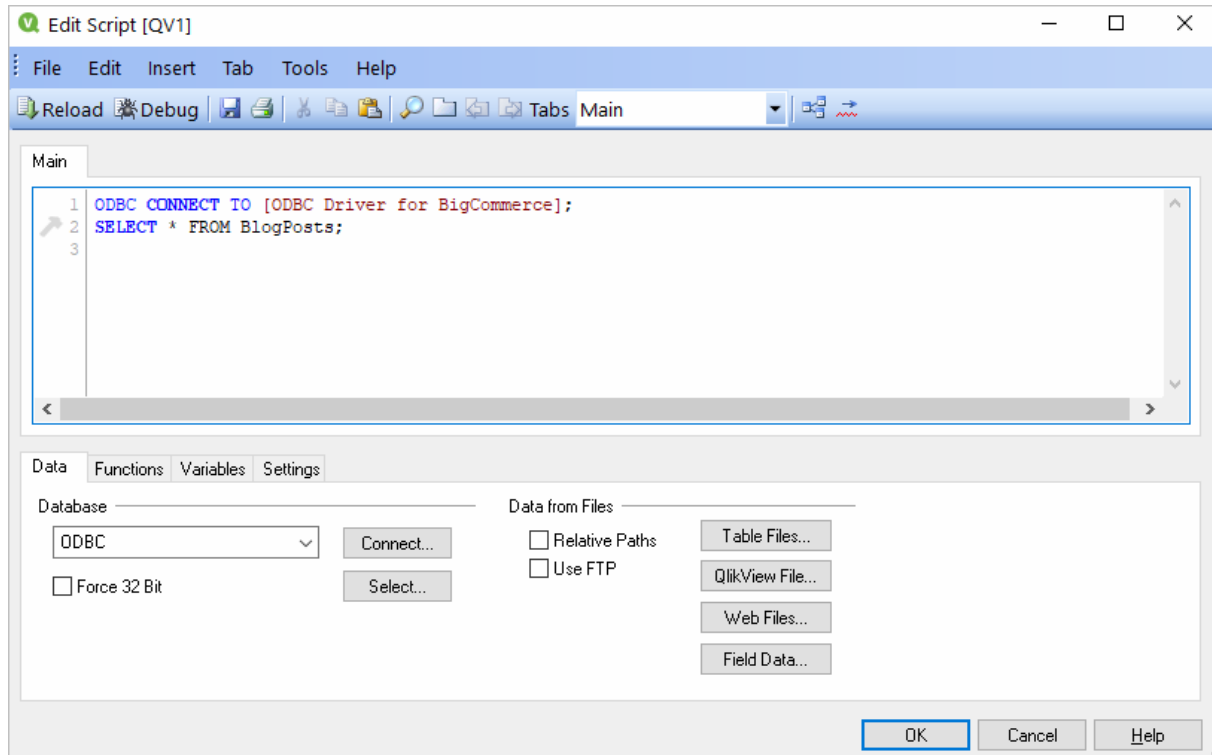 Edit Script [QV1]
File Edit Insert Tab Tools Help
Reload Debug Tabs Main
Main
1 ODBC CONNECT TO [ODBC Driver for BigCommerce];
2 SELECT * FROM BlogPosts;
3
Data Functions Variables Settings
Database Data from Files
ODBC Connect... Relative Paths Table Files...
Force 32 Bit Select... Use FTP QlikView File...
Web Files...
Field Data...
OK Cancel Help